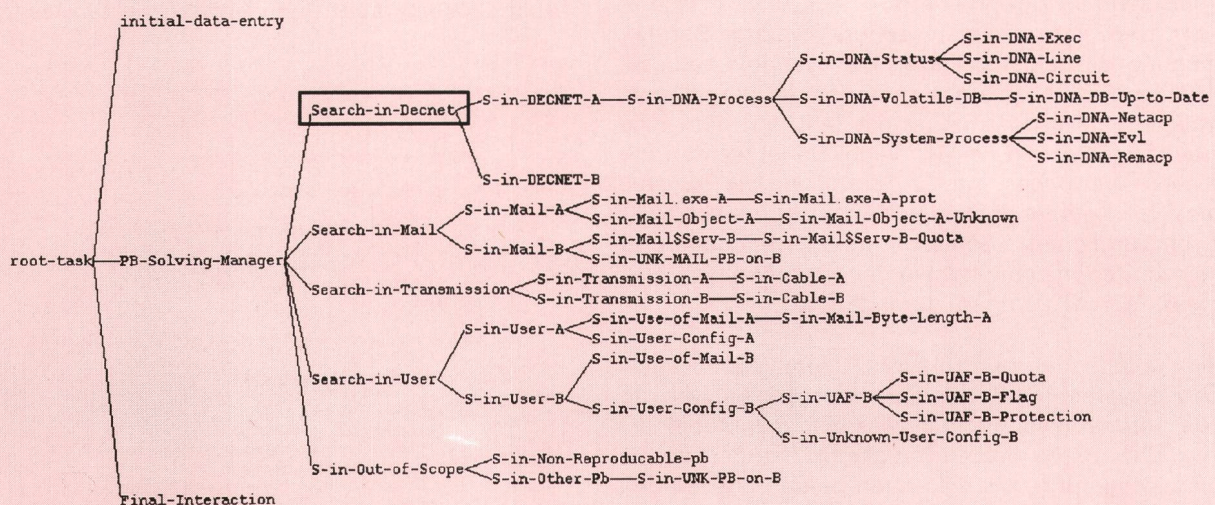 initial-data-entry
S-in-DNA-Exec
S-in-DNA-Status S-in-DNA-Line
S-in-DNA-Circuit
Search-in-Decnet S-in-DECNET-A S-in-DNA-Process S-in-DNA-Volatile-DB S-in-DNA-DB-Up-to-Date
S-in-DNA-Netacp
S-in-DNA-System-Process S-in-DNA-Evl
S-in-DNA-Remacp
S-in-DECNET-B
S-in-Mail.exe-A S-in-Mail.exe-A-prot
S-in-Mail-A
S-in-Mail-Object-A S-in-Mail-Object-A-Unknown
Search-in-Mail
S-in-Mail$Serv-B S-in-Mail$Serv-B-Quota
S-in-Mail-B
S-in-UNK-MAIL-PB-on-B
root-task PB-Solving-Manager
S-in-Transmission-A S-in-Cable-A
Search-in-Transmission
S-in-Transmission-B S-in-Cable-B
S-in-Use-of-Mail-A S-in-Mail-Byte-Length-A
S-in-User-A
S-in-User-Config-A
S-in-Use-of-Mail-B
Search-in-User
S-in-UAF-B-Quota
S-in-User-B S-in-UAF-B S-in-UAF-B-Flag
S-in-User-Config-B
S-in-UAF-B-Protection
S-in-Unknown-User-Config-B
S-in-Non-Reproducable-pb
S-in-Out-of-Scope
S-in-Other-Pb S-in-UNK-PB-on-B
Final-Interaction